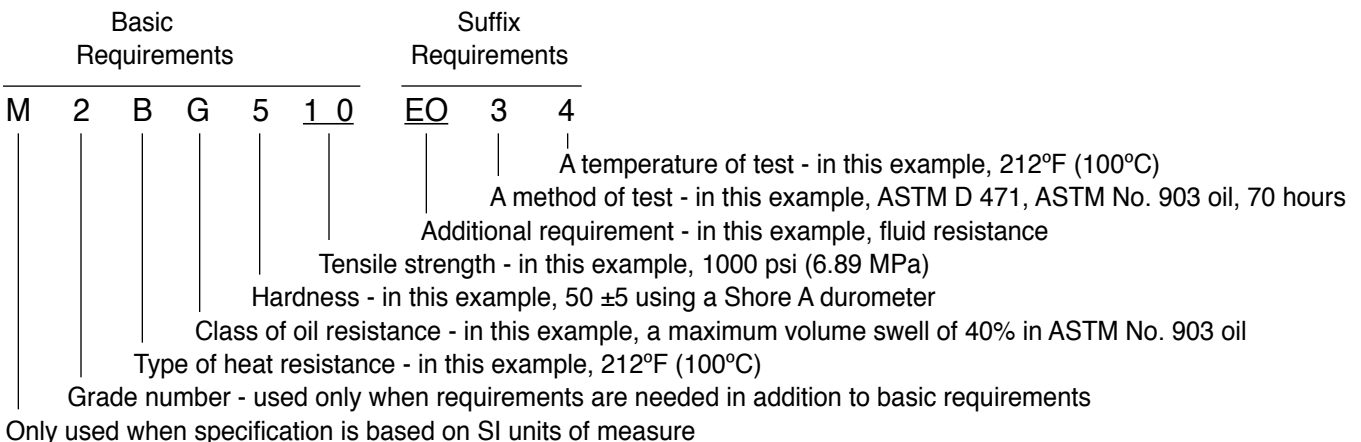 Basic Requirements
Suffix Requirements
M 2 B G 5 1 0 EO 3 4
A temperature of test - in this example, 212ºF (100ºC)
A method of test - in this example, ASTM D 471, ASTM No. 903 oil, 70 hours
Additional requirement - in this example, fluid resistance
Tensile strength - in this example, 1000 psi (6.89 MPa)
Hardness - in this example, 50 ±5 using a Shore A durometer
Class of oil resistance - in this example, a maximum volume swell of 40% in ASTM No. 903 oil
Type of heat resistance - in this example, 212ºF (100ºC)
Grade number - used only when requirements are needed in addition to basic requirements
Only used when specification is based on SI units of measure